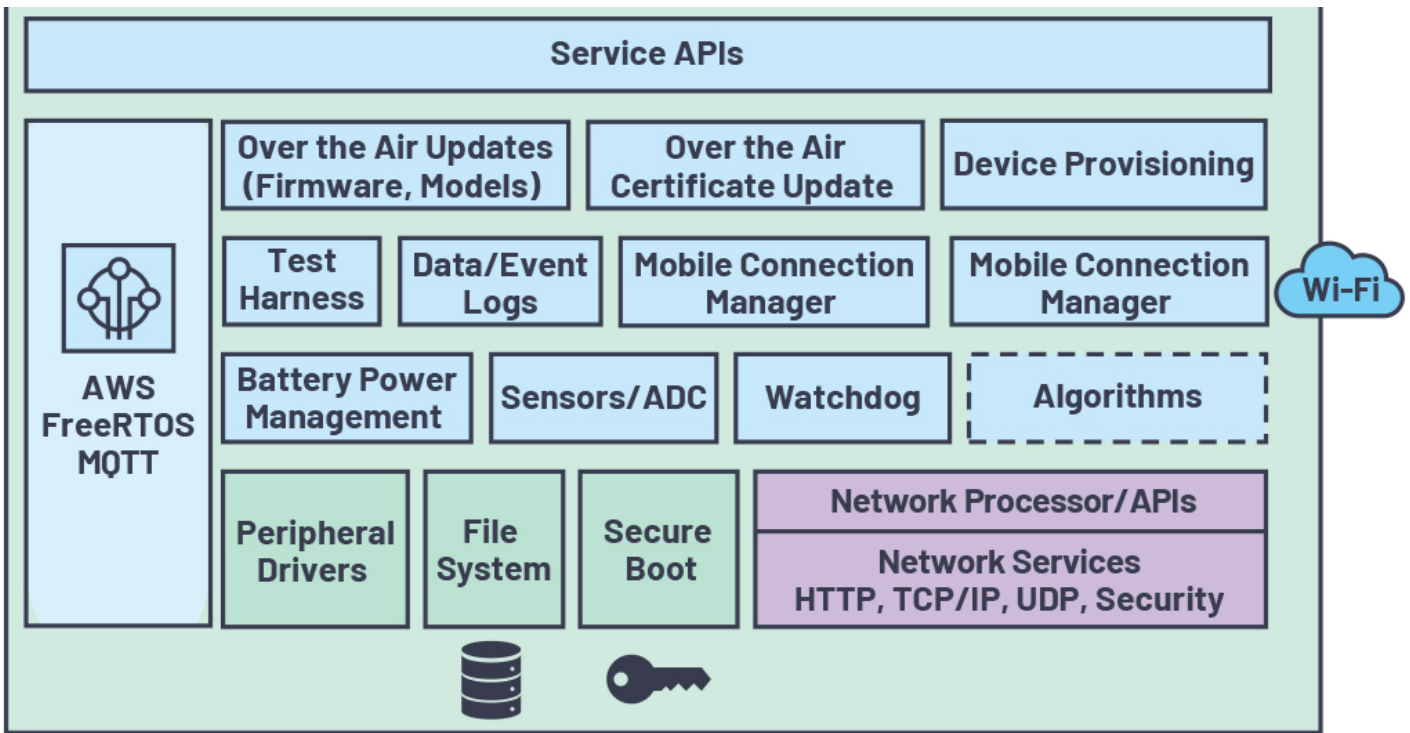 Service APIs
Over the Air Updates
(Firmware, Models)
Over the Air
Certificate Update
Device Provisioning
Test
Harness
Data/Event
Logs
Mobile Connection
Manager
Mobile Connection
Manager
Wi-Fi
AWS
FreeRTOS
MQTT
Battery Power
Management
Sensors/ADC
Watchdog
Algorithms
Peripheral
Drivers
File
System
Secure
Boot
Network Processor/APIs
Network Services
HTTP, TCP/IP, UDP, Security